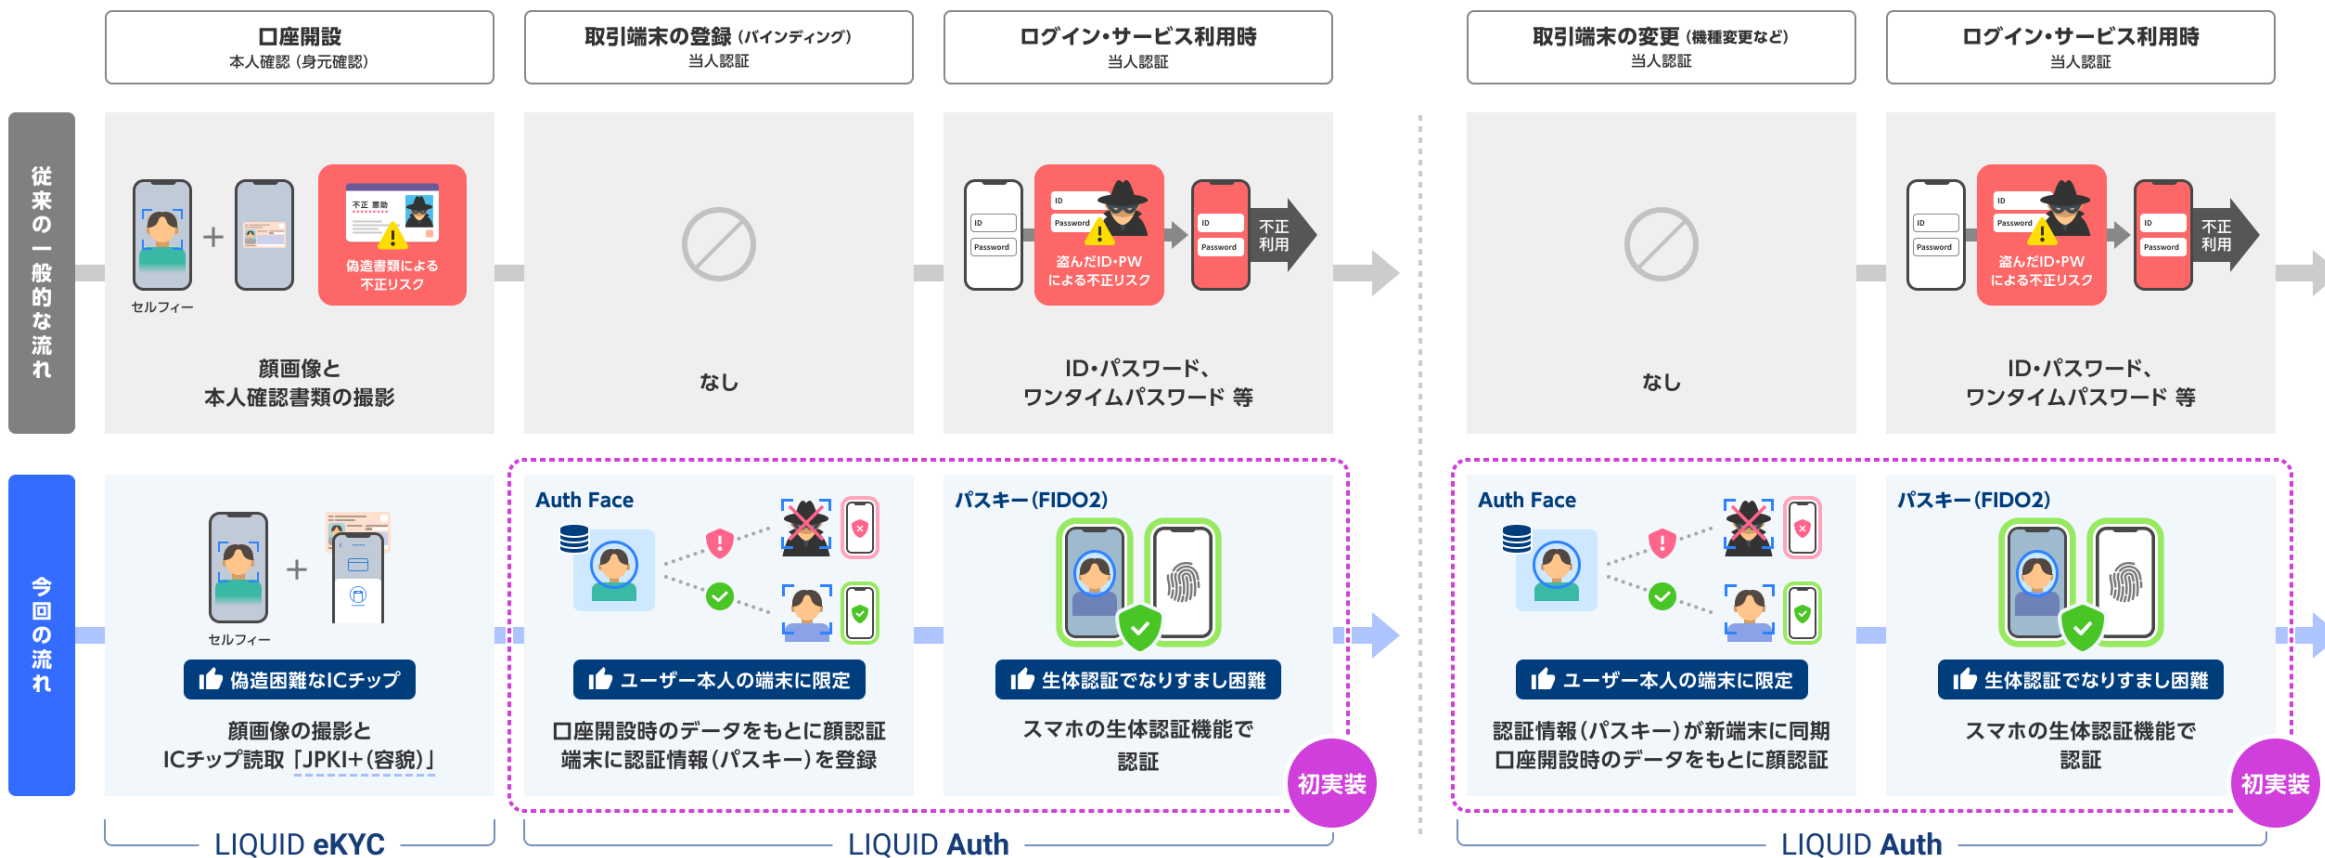 口座開設
本人確認（身元確認）
取引端末の登録（バインディング）
当人認証
ログイン・サービス利用時
当人認証
取引端末の変更（機種変更など）
当人認証
ログイン・サービス利用時
当人認証
従来の一般的な流れ
セルフィー
不正 悪助
偽造書類による
不正リスク
顔画像と
本人確認書類の撮影
なし
ID
Password
ID
Password
盗んだID・PW
による不正リスク
ID
Password
不正
利用
ID・パスワード、
ワンタイムパスワード 等
なし
ID
Password
ID
Password
盗んだID・PW
による不正リスク
ID
Password
不正
利用
ID・パスワード、
ワンタイムパスワード 等
今回の流れ
セルフィー
偽造困難なICチップ
顔画像の撮影と
ICチップ読取「JPKI+（容貌）」
Auth Face
ユーザー本人の端末に限定
口座開設時のデータをもとに顔認証
端末に認証情報（パスキー）を登録
パスキー（FIDO2）
生体認証でなりすまし困難
スマホの生体認証機能で
認証
初実装
Auth Face
ユーザー本人の端末に限定
認証情報（パスキー）が新端末に同期
口座開設時のデータをもとに顔認証
パスキー（FIDO2）
生体認証でなりすまし困難
スマホの生体認証機能で
認証
初実装
LIQUID eKYC
LIQUID Auth
LIQUID Auth